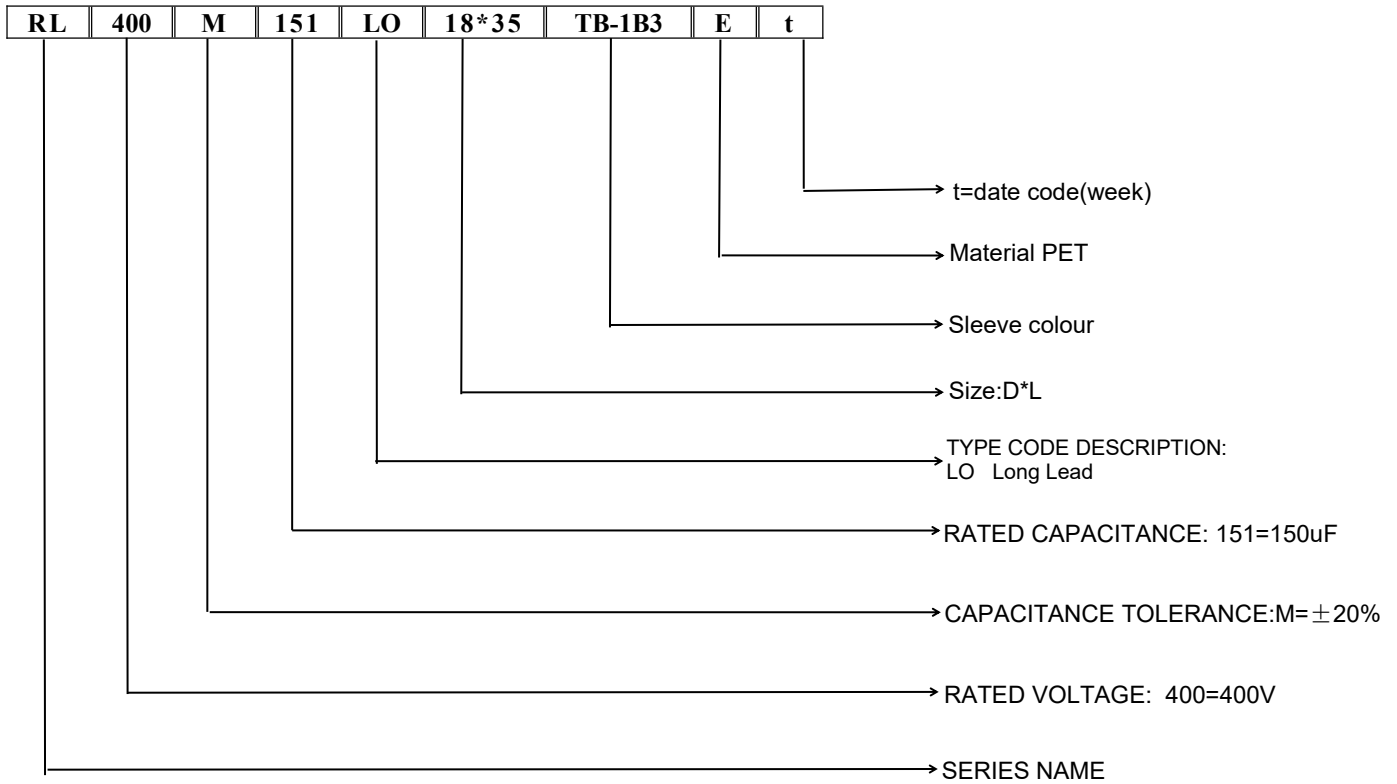 RL 400 M 151 LO 18*35 TB-1B3 E t
t=date code(week)
Material PET
Sleeve colour
Size:D*L
TYPE CODE DESCRIPTION:
LO Long Lead
RATED CAPACITANCE: 151=150uF
CAPACITANCE TOLERANCE:M=±20%
RATED VOLTAGE: 400=400V
SERIES NAME